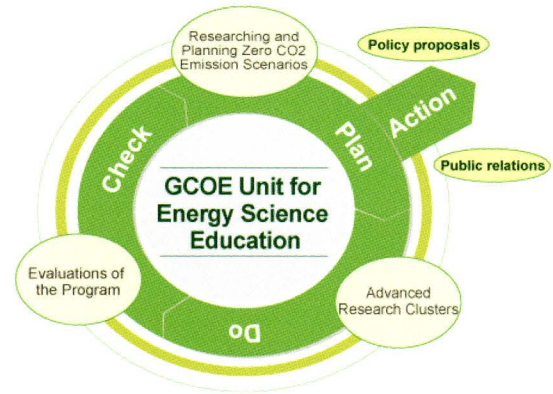 Researching and
Planning Zero CO2
Emission Scenarios
Policy proposals
Action
Plan
Check
Public relations
GCOE Unit for
Energy Science
Education
Evaluations of
the Program
Advanced
Research Clusters
Do